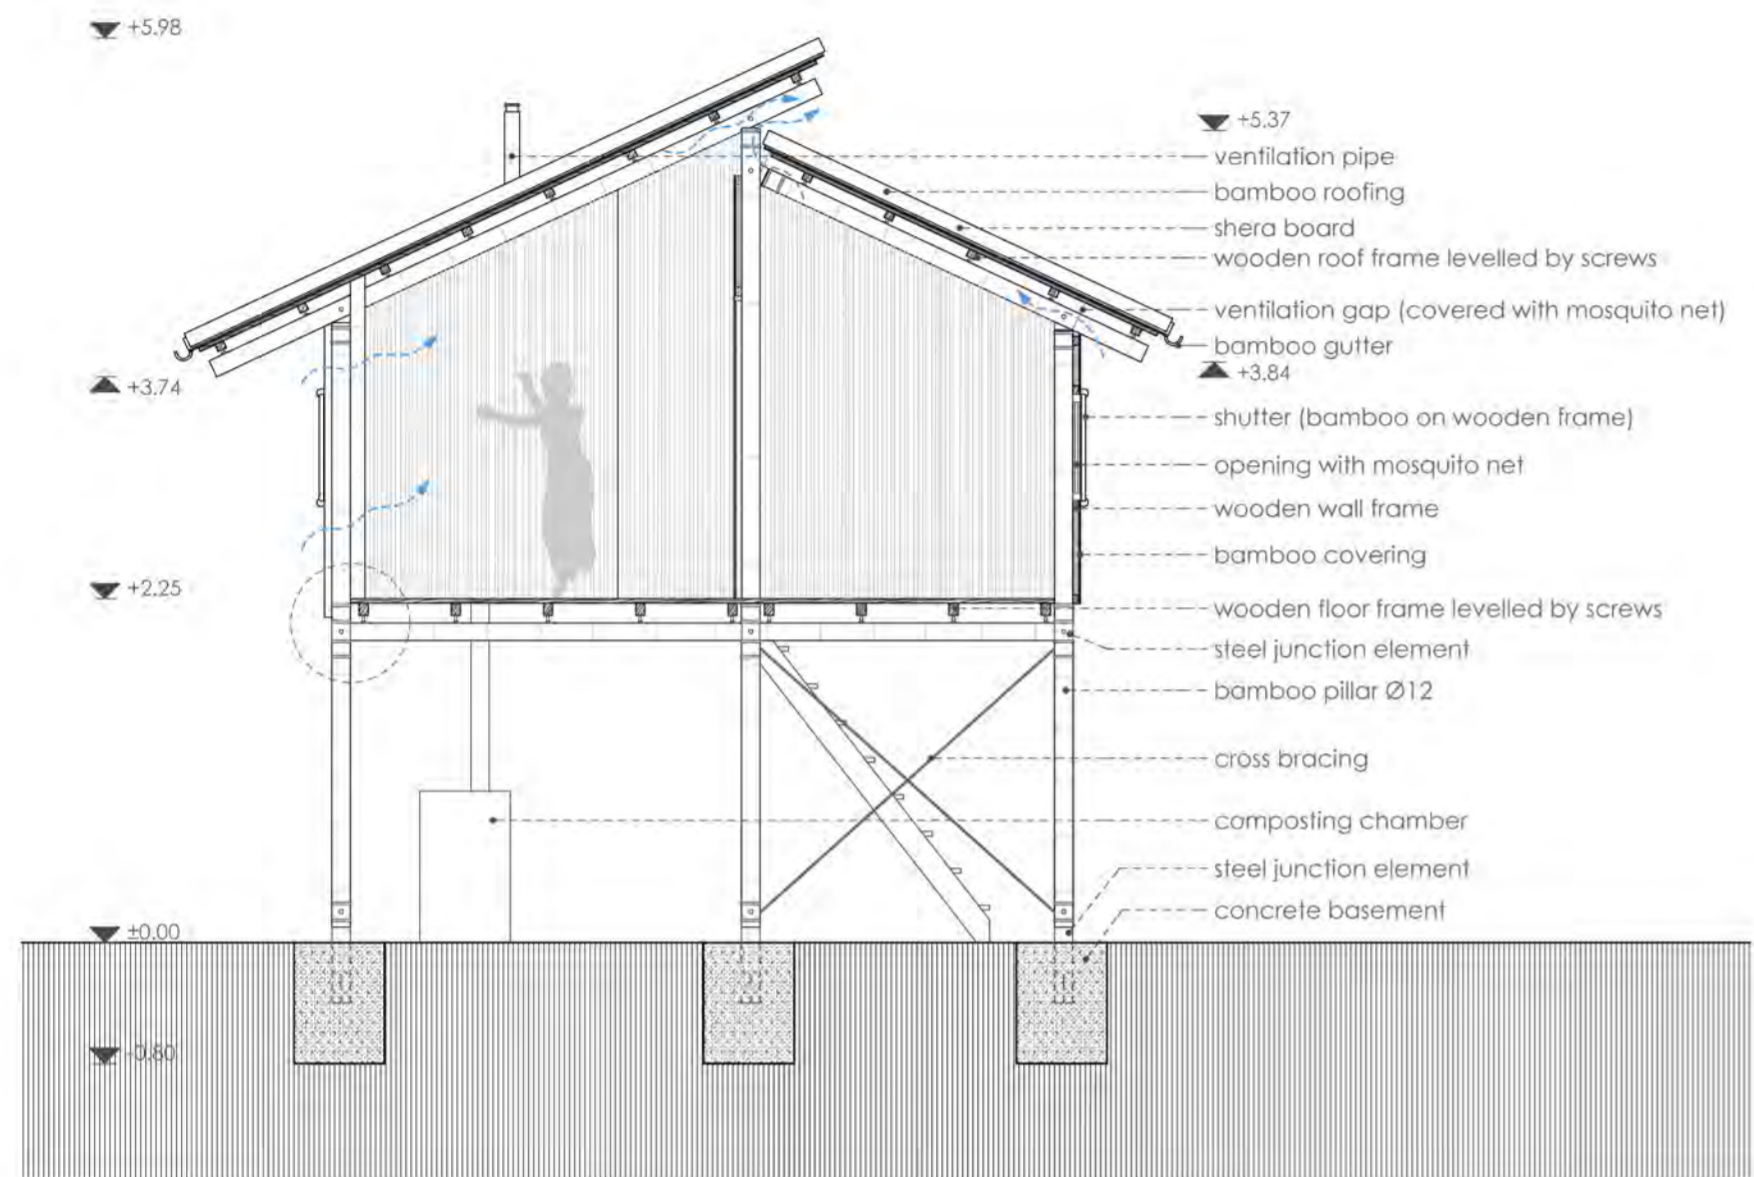 +5.98
+5.37
ventilation pipe
bamboo roofing
shera board
wooden roof frame levelled by screws
ventilation gap (covered with mosquito net)
bamboo gutter
+3.84
+3.74
shutter (bamboo on wooden frame)
opening with mosquito net
wooden wall frame
bamboo covering
+2.25
wooden floor frame levelled by screws
steel junction element
bamboo pillar Ø12
cross bracing
composting chamber
steel junction element
concrete basement
±0.00
-0.80